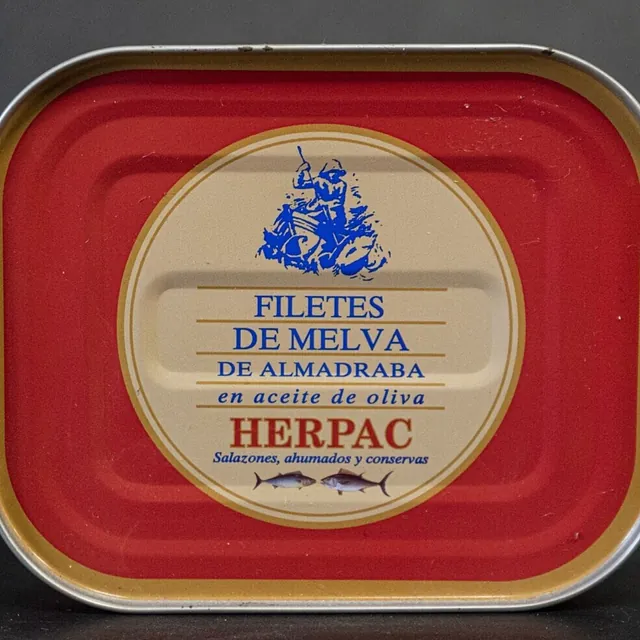 FILETES
DE MELVA
DE ALMADRABA
en aceite de oliva
HERPAC
Salazones, ahumados y conservas